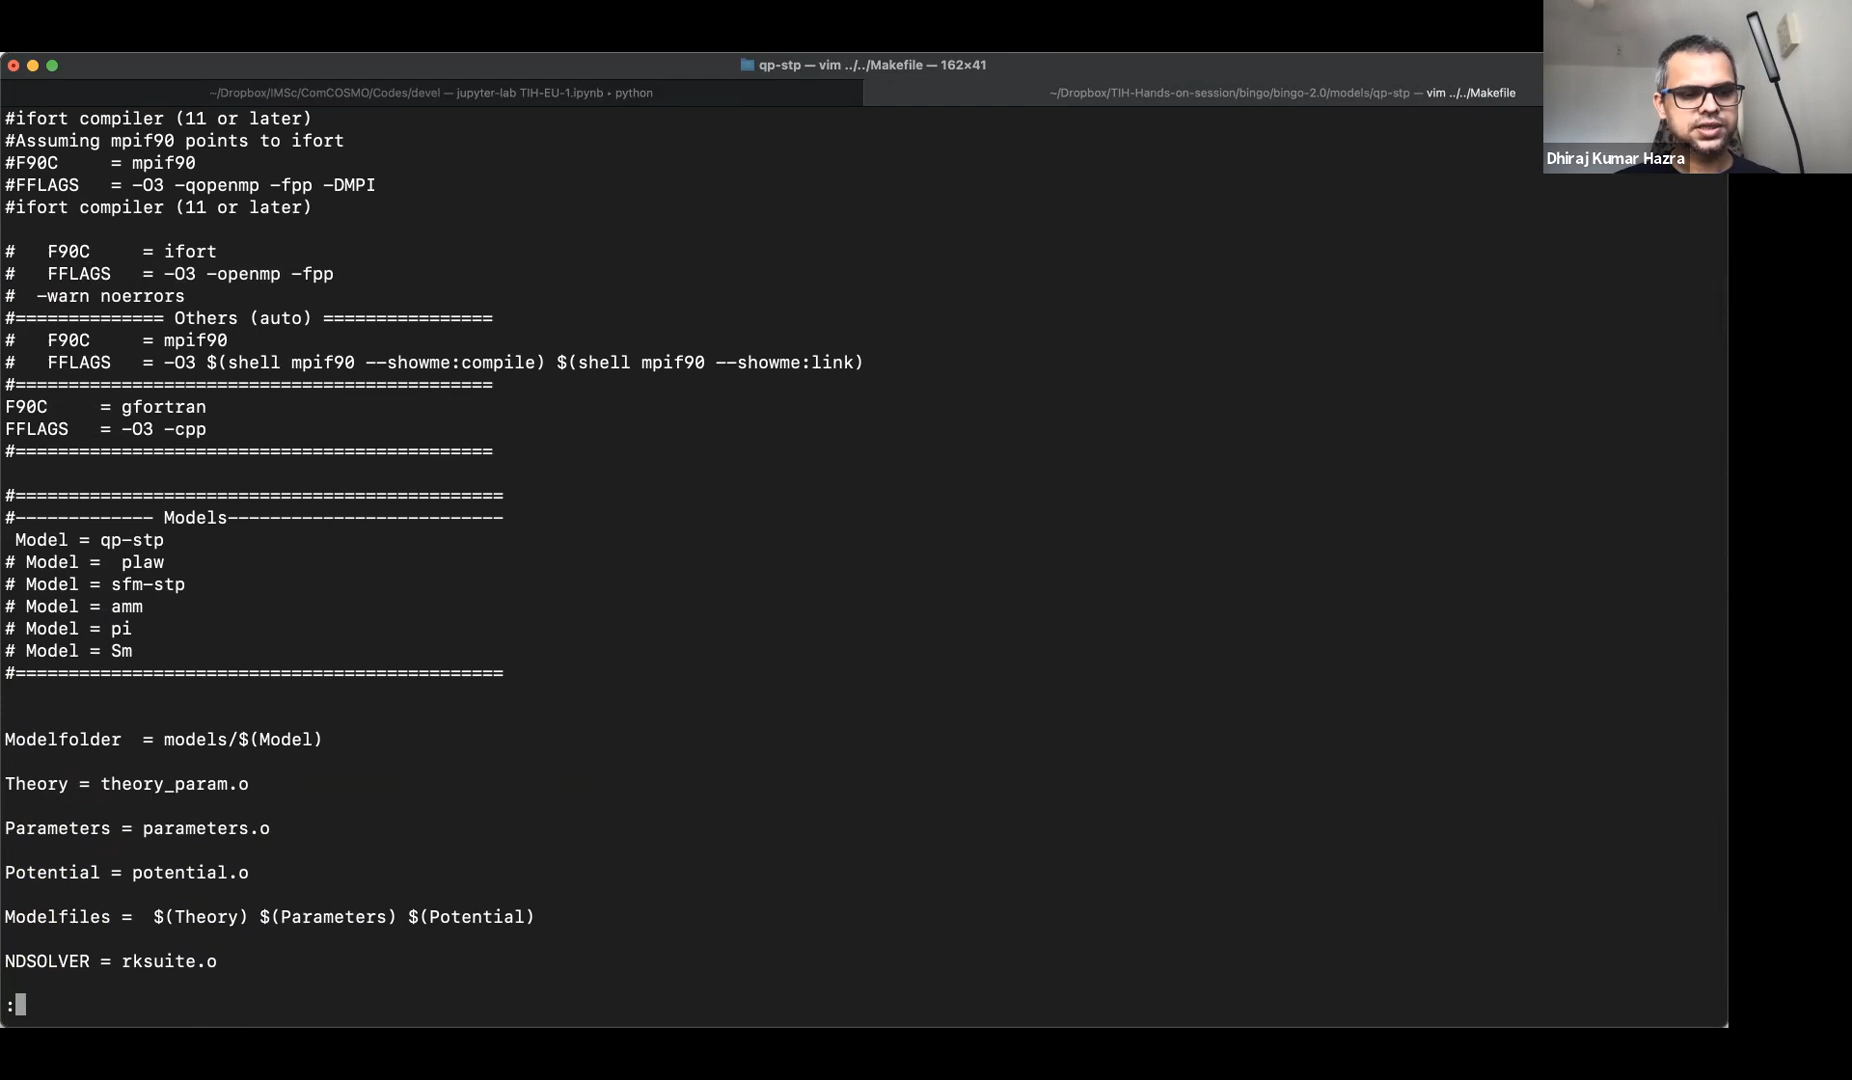 qp-stp — vim ../../Makefile — 162×41
~/Dropbox/IMSc/ComCOSMO/Codes/devel — jupyter-lab TIH-EU-1.ipynb • python
~/Dropbox/TIH-Hands-on-session/bingo/bingo-2.0/models/qp-stp — vim ../../Makefile
Dhiraj Kumar Hazra
#ifort compiler (11 or later)
#Assuming mpif90 points to ifort
#F90C    = mpif90
#FFLAGS   = -O3 -qopenmp -fpp -DMPI
#ifort compiler (11 or later)
#   F90C     = ifort
#   FFLAGS   = -O3 -openmp -fpp
#  -warn noerrors
#============== Others (auto) ================
#   F90C     = mpif90
#   FFLAGS   = -O3 $(shell mpif90 --showme:compile) $(shell mpif90 --showme:link)
#=============================================
F90C     = gfortran
FFLAGS   = -O3 -cpp
#=============================================
#==============================================
#------------- Models--------------------------
 Model = qp-stp
# Model =  plaw
# Model = sfm-stp
# Model = amm
# Model = pi
# Model = Sm
#==============================================
Modelfolder  = models/$(Model)
Theory = theory_param.o
Parameters = parameters.o
Potential = potential.o
Modelfiles =  $(Theory) $(Parameters) $(Potential)
NDSOLVER = rksuite.o
: